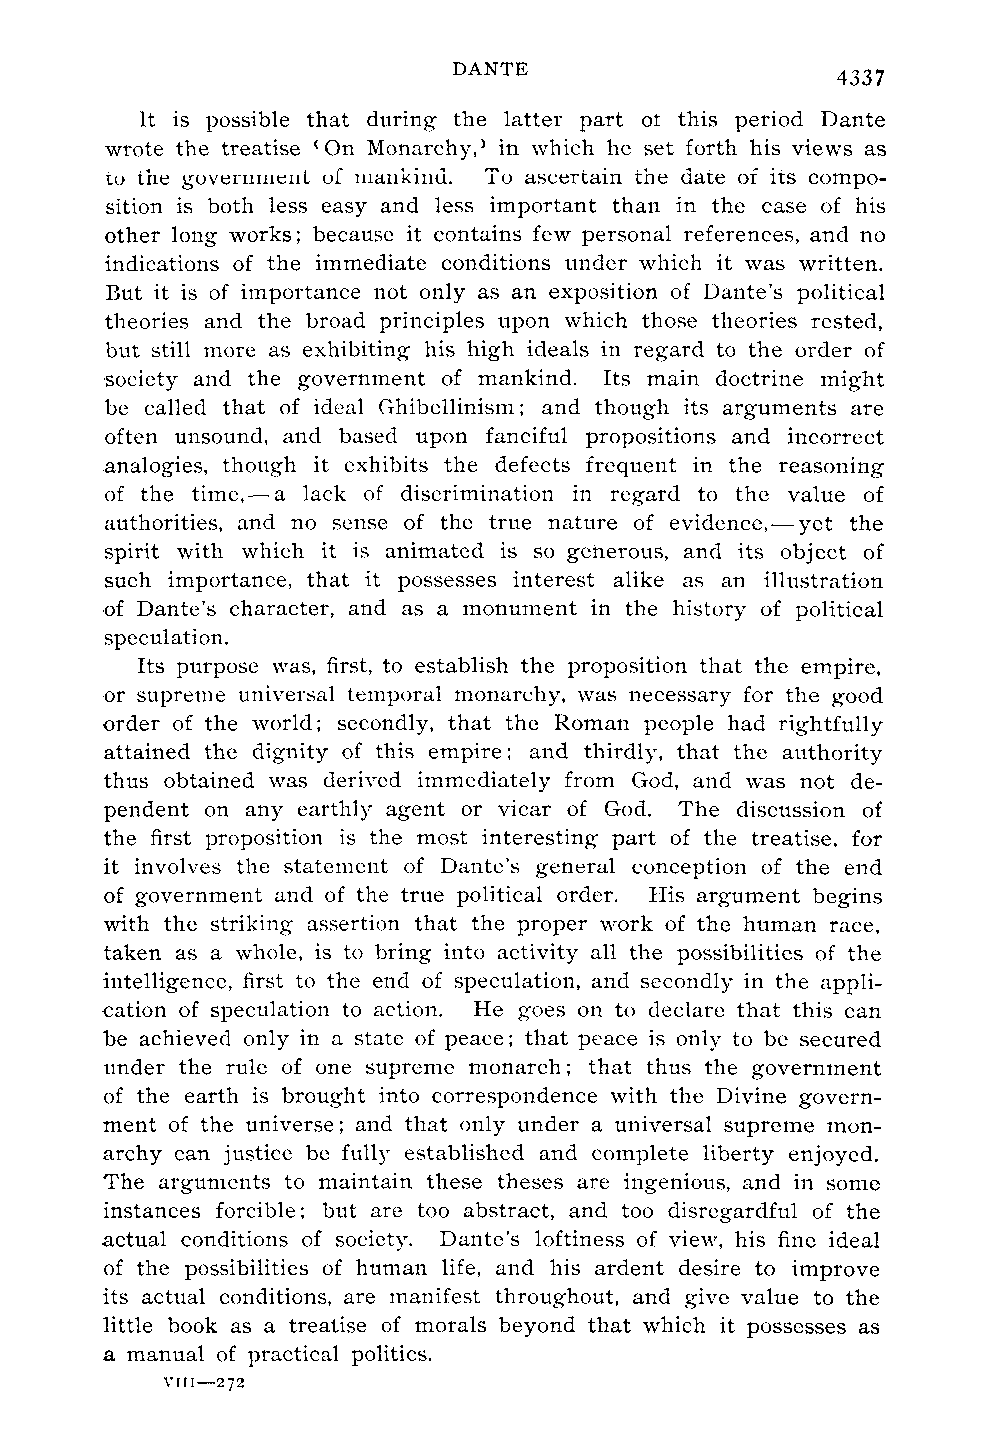 DANTE
4337
It is possible that during the latter part of this period Dante
wrote the treatise ‘On Monarchy,’ in which he set forth his views as
to the government of mankind. To ascertain the date of its compo-
sition is both less easy and less important than in the case of his
other long works; because it contains few personal references, and no
indications of the immediate conditions under which it was written.
But it is of importance not only as an exposition of Dante's political
theories and the broad principles upon which those theories rested,
but still more as exhibiting his high ideals in regard to the order of
society and the government of mankind. Its main doctrine might
be called that of ideal Ghibellinism; and though its arguments are
often unsound, and based upon fanciful propositions and incorrect
analogies, though it exhibits the defects frequent in the reasoning
of the time,—a lack of discrimination in regard to the value of
authorities, and no sense of the true nature of evidence,—yet the
spirit with which it is animated is so generous, and its object of
such importance, that it possesses interest alike as an illustration
of Dante's character, and as a monument in the history of political
speculation.
Its purpose was, first, to establish the proposition that the empire,
or supreme universal temporal monarchy, was necessary for the good
order of the world; secondly, that the Roman people had rightfully
attained the dignity of this empire; and thirdly, that the authority
thus obtained was derived immediately from God, and was not de-
pendent on any earthly agent or vicar of God. The discussion of
the first proposition is the most interesting part of the treatise, for
it involves the statement of Dante's general conception of the end
of government and of the true political order. His argument begins
with the striking assertion that the proper work of the human race,
taken as a whole, is to bring into activity all the possibilities of the
intelligence, first to the end of speculation, and secondly in the appli-
cation of speculation to action. He goes on to declare that this can
be achieved only in a state of peace; that peace is only to be secured
under the rule of one supreme monarch; that thus the government
of the earth is brought into correspondence with the Divine govern-
ment of the universe; and that only under a universal supreme mon-
archy can justice be fully established and complete liberty enjoyed.
The arguments to maintain these theses are ingenious, and in some
instances forcible; but are too abstract, and too disregardful of the
actual conditions of society. Dante's loftiness of view, his fine ideal
of the possibilities of human life, and his ardent desire to improve
its actual conditions, are manifest throughout, and give value to the
little book as a treatise of morals beyond that which it possesses as
a manual of practical politics.
VIII—272